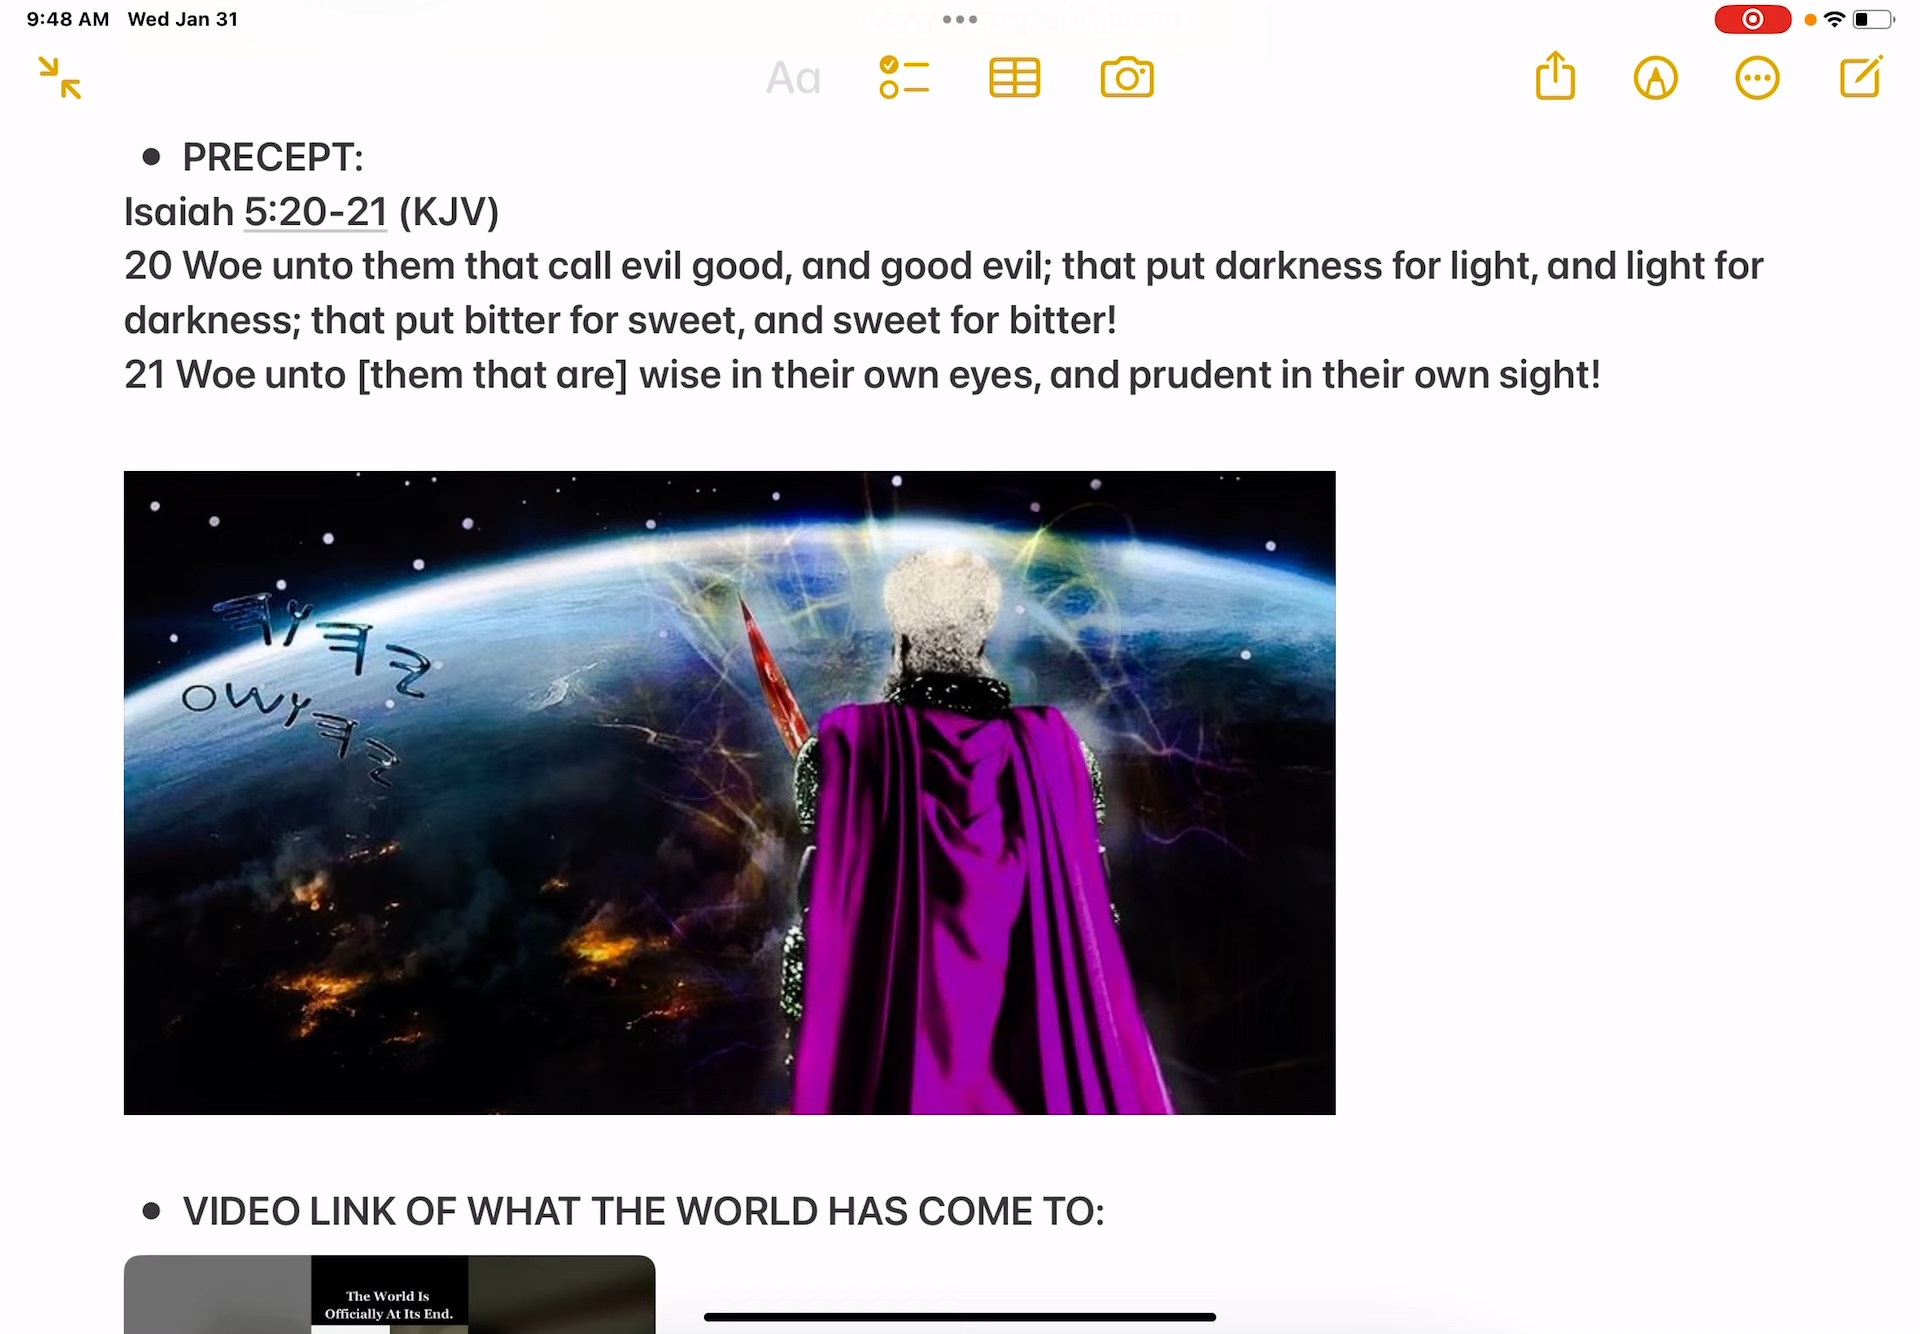 9:48 AM Wed Jan 31
Aa
• PRECEPT:
Isaiah 5:20-21 (KJV)
20 Woe unto them that call evil good, and good evil; that put darkness for light, and light for
darkness; that put bitter for sweet, and sweet for bitter!
21 Woe unto [them that are] wise in their own eyes, and prudent in their own sight!
𐤉𐤄𐤅𐤄
𐤉𐤄𐤅𐤔𐤏
• VIDEO LINK OF WHAT THE WORLD HAS COME TO:
The World Is
Officially At Its End.